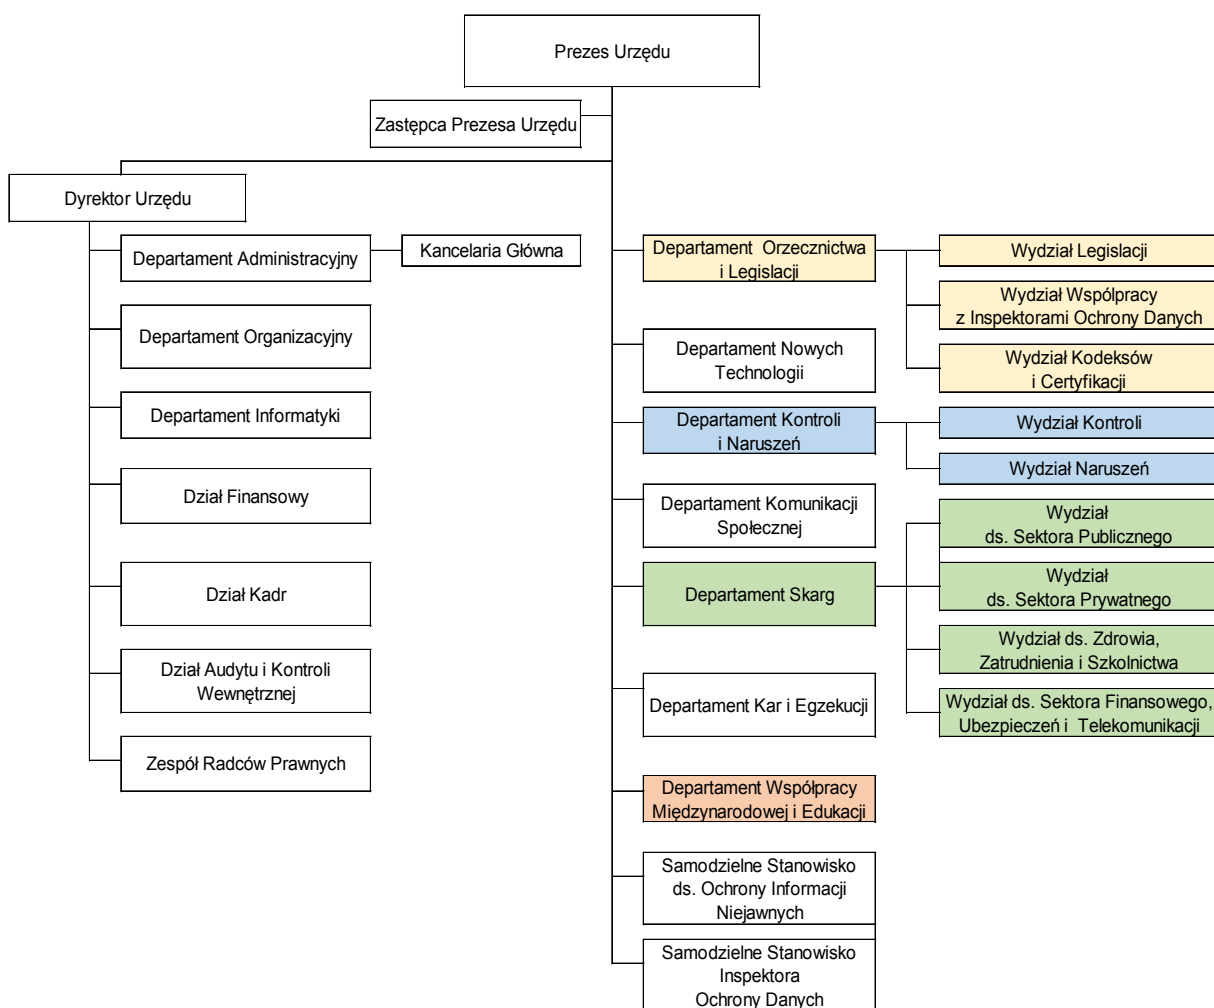 Prezes Urzędu
Zastępca Prezesa Urzędu
Dyrektor Urzędu
Departament Administracyjny
Kancelaria Główna
Departament Organizacyjny
Departament Informatyki
Dział Finansowy
Dział Kadr
Dział Audytu i Kontroli
Wewnętrznej
Zespół Radców Prawnych
Departament Orzecznictwa
i Legislacji
Wydział Legislacji
Wydział Wspólpracy
z Inspektorami Ochrony Danych
Wydział Kodeksów
i Certyfikacji
Departament Nowych
Technologii
Departament Kontroli
i Naruszeń
Wydział Kontroli
Wydział Naruszeń
Departament Komunikacji
Społecznej
Departament Skarg
Wydział
ds. Sektora Publicznego
Wydział
ds. Sektora Prywatnego
Wydział ds. Zdrowia,
Zatrudnienia i Szkolnictwa
Wydział ds. Sektora Finansowego,
Ubezpieczeń i Telekomunikacji
Departament Kar i Egzekucji
Departament Współpracy
Międzynarodowej i Edukacji
Samodzielne Stanowisko
ds. Ochrony Informacji
Niejawnych
Samodzielne Stanowisko
Inspektora
Ochrony Danych